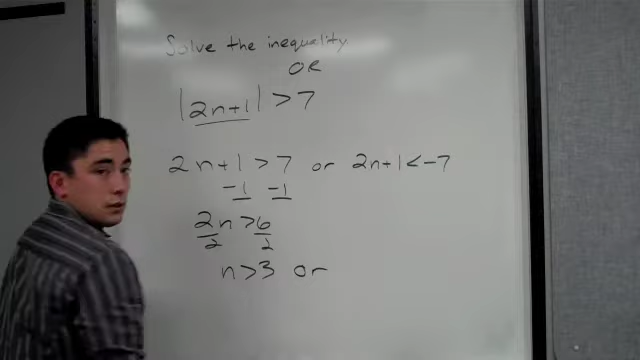 Solve the inequality
OR
|2n+1| > 7
2n+1 > 7 or 2n+1 < -7
-1 -1
2n > 6
2 2
n > 3 or